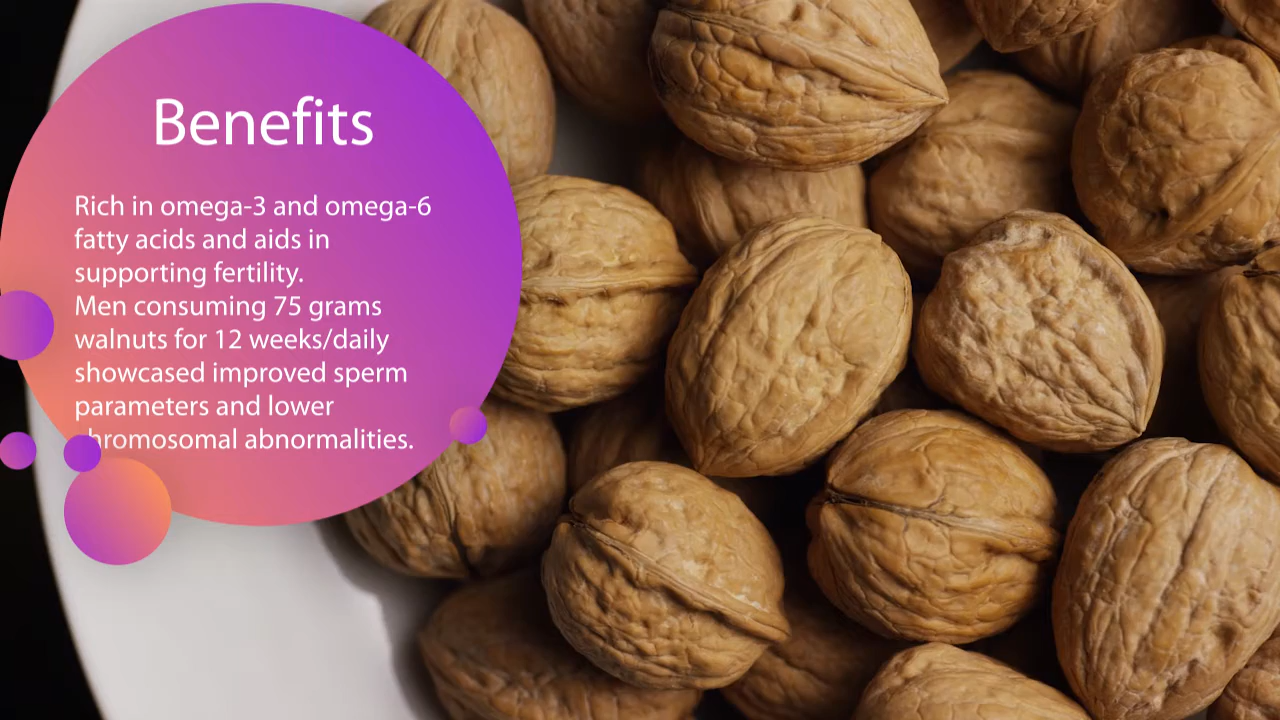 Benefits
Rich in omega-3 and omega-6
fatty acids and aids in
supporting fertility.
Men consuming 75 grams
walnuts for 12 weeks/daily
showcased improved sperm
parameters and lower
chromosomal abnormalities.